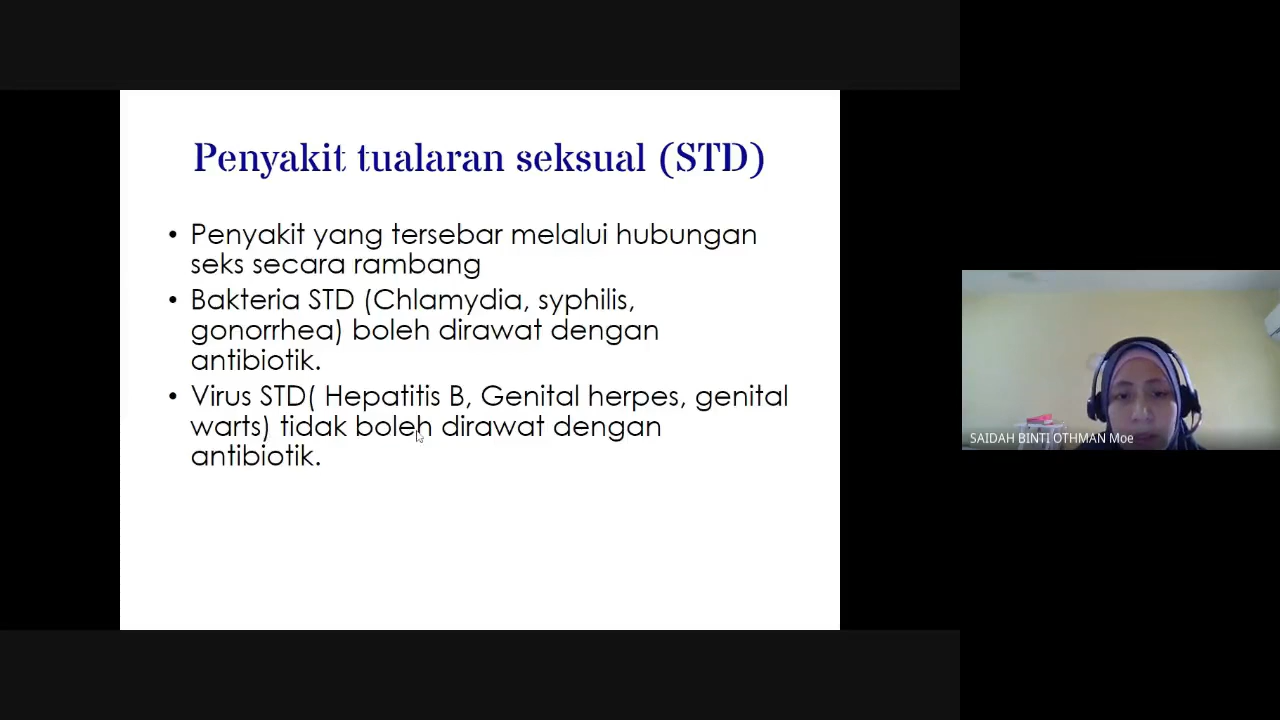 Penyakit tualaran seksual (STD)
• Penyakit yang tersebar melalui hubungan
seks secara rambang
• Bakteria STD (Chlamydia, syphilis,
gonorrhea) boleh dirawat dengan
antibiotik.
• Virus STD( Hepatitis B, Genital herpes, genital
warts) tidak boleh dirawat dengan
antibiotik.
SAIDAH BINTI OTHMAN Moe